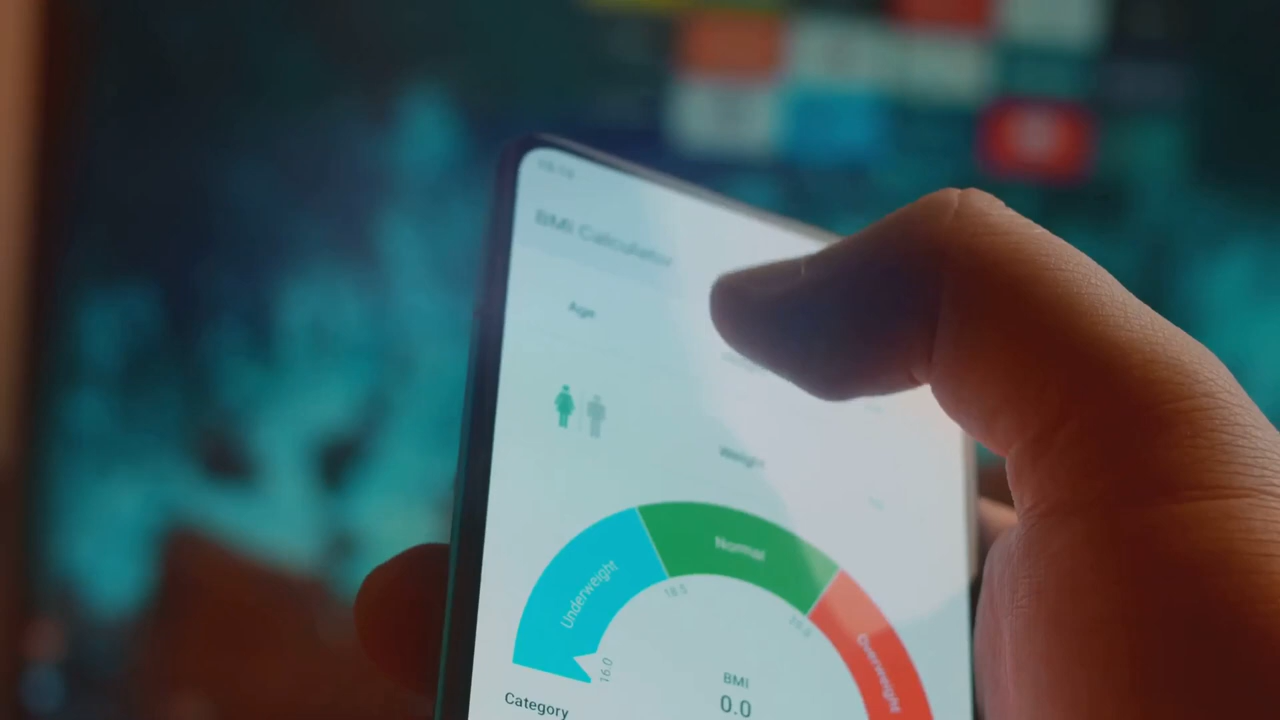 BMI Calculator
Age
Weight
Normal
Underweight
18.5
Overweight
16.0
BMI
0.0
Category